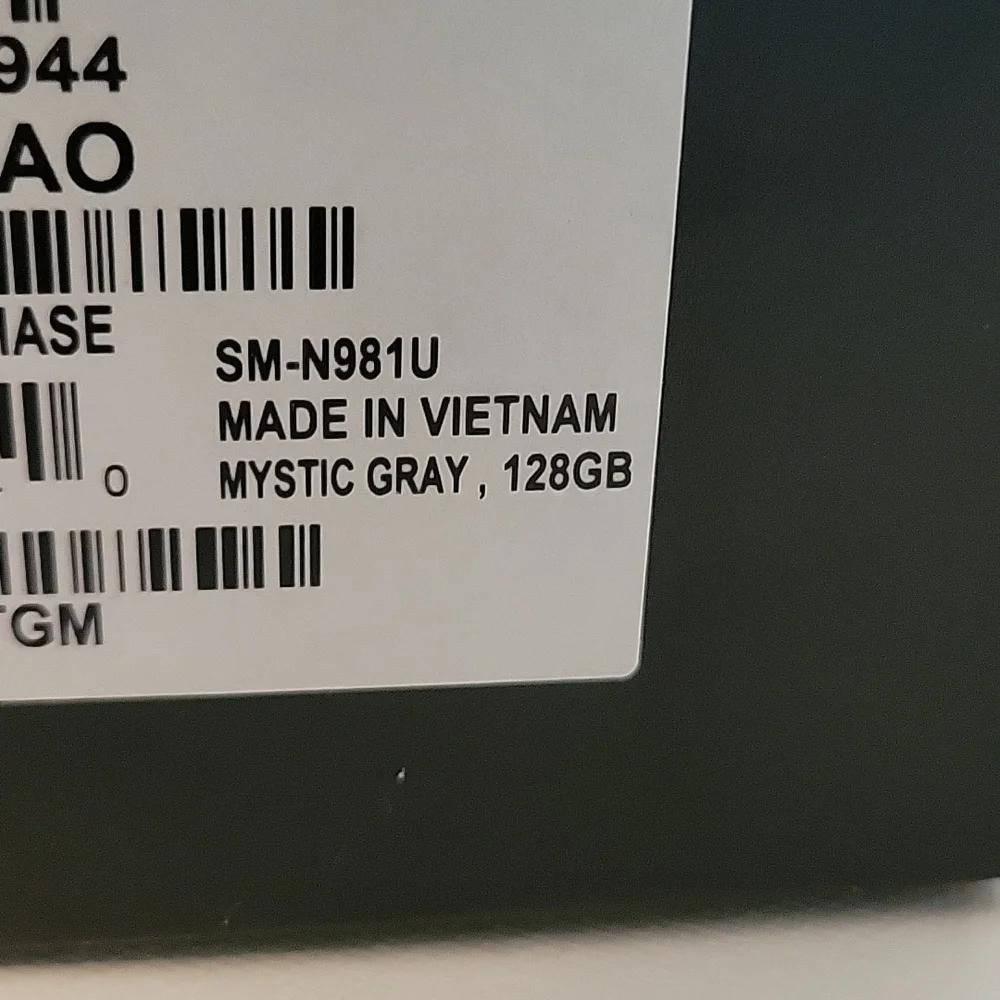 944
AO
HASE
SM-N981U
MADE IN VIETNAM
0
MYSTIC GRAY , 128GB
TGM